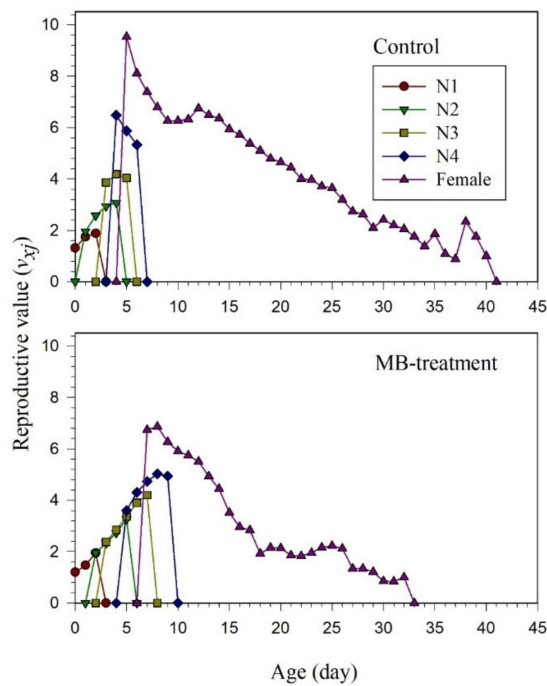 10
8
6
4
2
0
Control
N1
N2
N3
N4
Female
0 5 10 15 20 25 30 35 40 45
Reproductive value (vxj)
10
8
6
4
2
0
MB-treatment
0 5 10 15 20 25 30 35 40 45
Age (day)